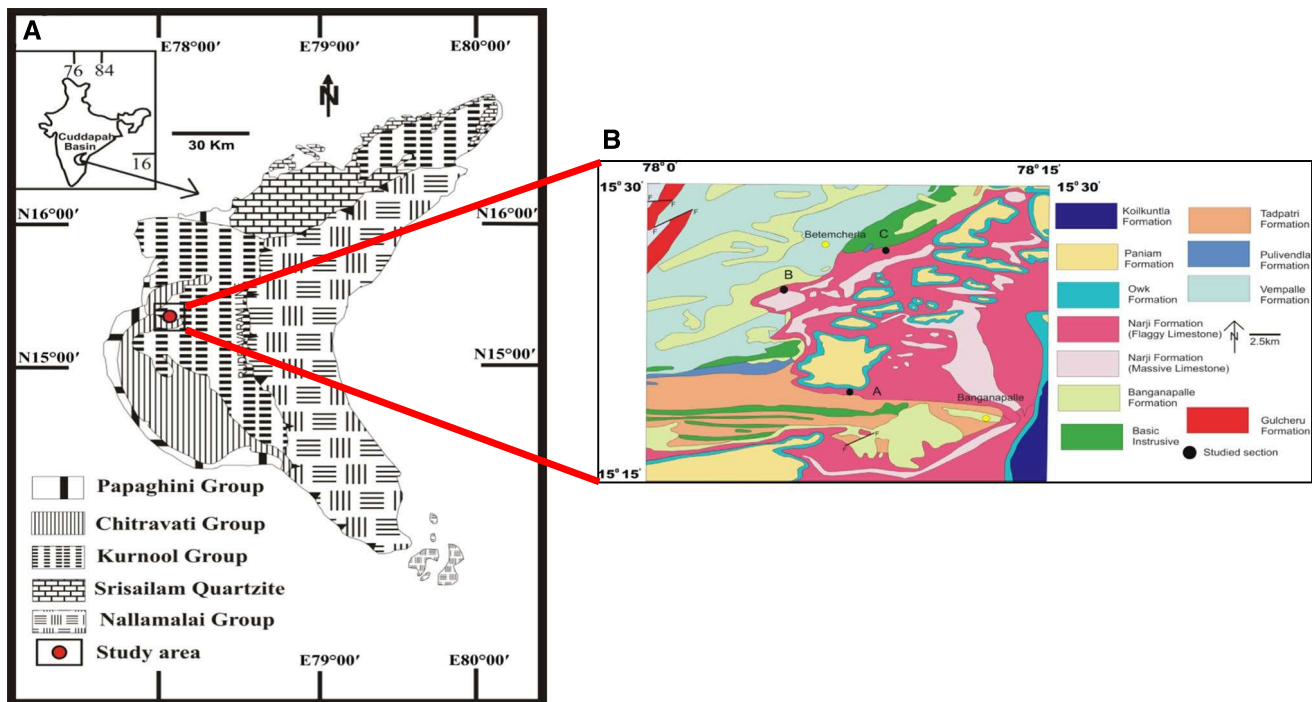 A
E78°00'
E79°00'
E80°00'
76 84
Cuddapah
Basin
16
N
30 Km
N16°00'
N16°00'
N15°00'
N15°00'
Papaghini Group
Chitravati Group
Kurnool Group
Srisailam Quartzite
Nallamalai Group
Study area
E79°00'
E80°00'
B
78° 0'
78° 15'
15° 30'
15° 30'
F
F
F
Betemcherla
C
B
A
Banganapalle
F
F
15° 15'
Koilkuntla
Formation
Paniam
Formation
Owk
Formation
Narji Formation
(Flaggy Limestone)
Narji Formation
(Massive Limestone)
Banganapalle
Formation
Basic
Instrusive
Tadpatri
Formation
Pulivendla
Formation
Vempalle
Formation
N
2.5km
Gulcheru
Formation
Studied section